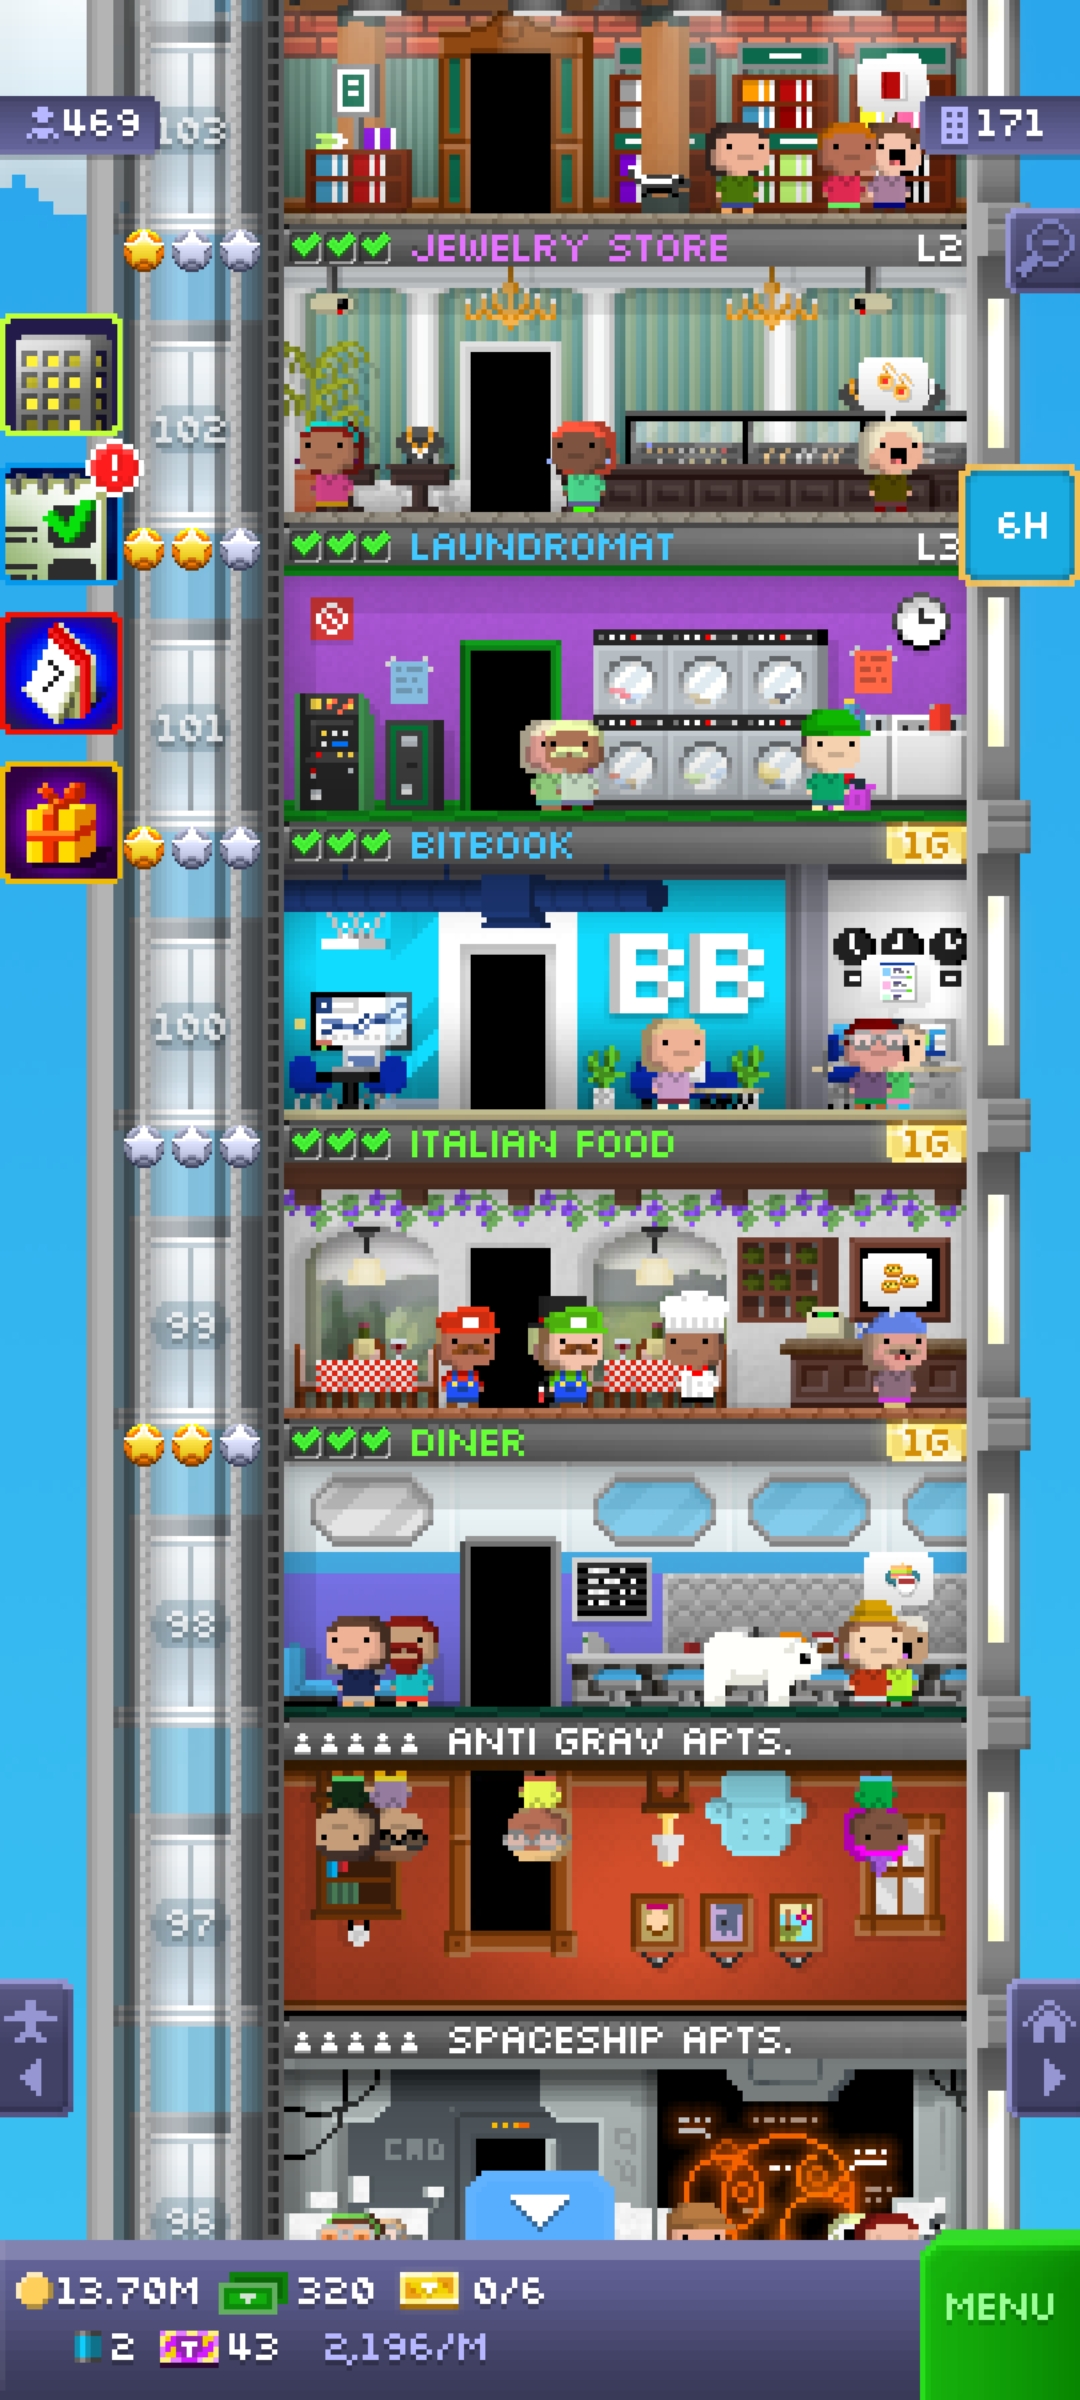 469
103
171
JEWELRY STORE L2
102
LAUNDROMAT L3
6H
101
BITBOOK 1G
BB
100
ITALIAN FOOD 1G
99
DINER 1G
98
ANTI GRAV APTS.
97
SPACESHIP APTS.
96
13.70M 320 0/6
2 T 43 2,196/M
MENU